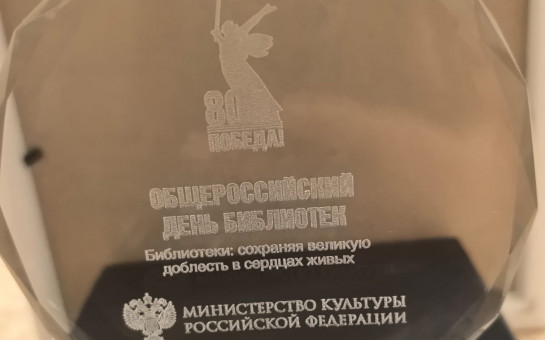 80
ПОБЕДА!
ОБЩЕРОССИЙСКИЙ
ДЕНЬ БИБЛИОТЕК
Библиотеки: сохраняя великую
доблесть в сердцах живых
МИНИСТЕРСТВО КУЛЬТУРЫ
РОССИЙСКОЙ ФЕДЕРАЦИИ